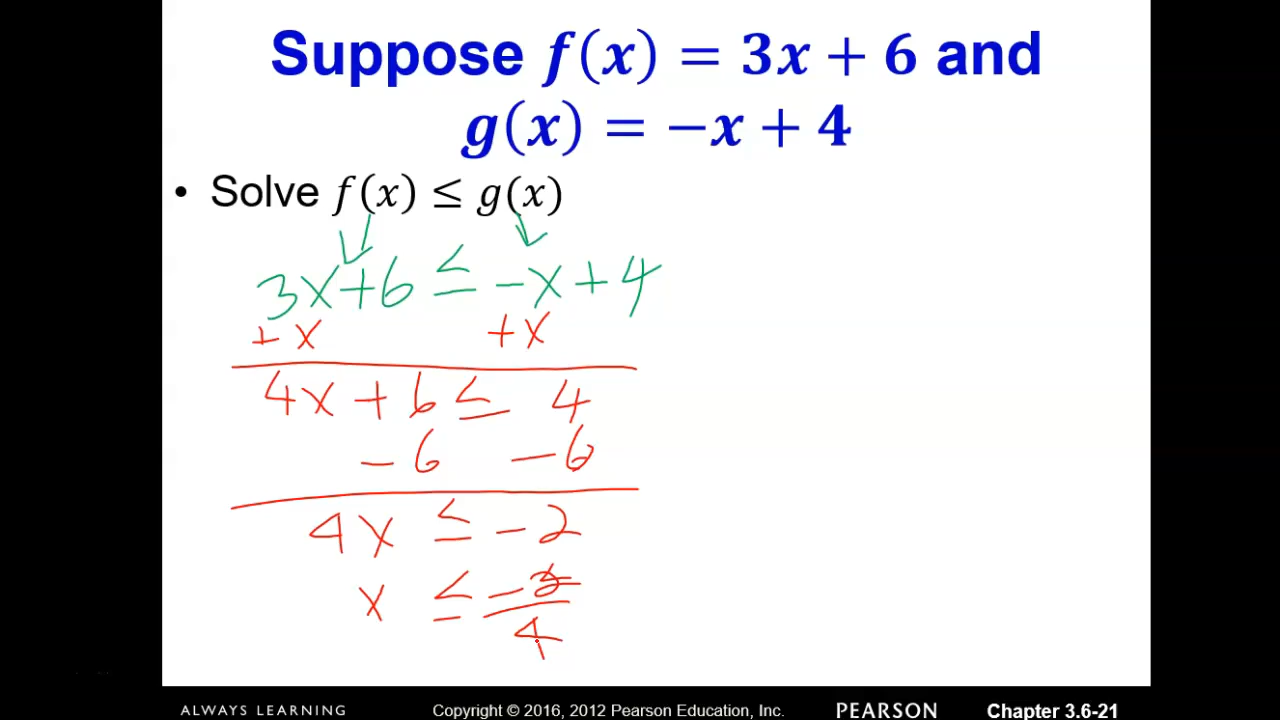 Suppose f(x) = 3x + 6 and
g(x) = −x + 4
• Solve f(x) ≤ g(x)
3x+6 ≤ -x+4
+x +x
4x + 6 ≤ 4
- 6 - 6
4x ≤ -2
x ≤ -2
4
ALWAYS LEARNING Copyright © 2016, 2012 Pearson Education, Inc. PEARSON Chapter 3.6-21